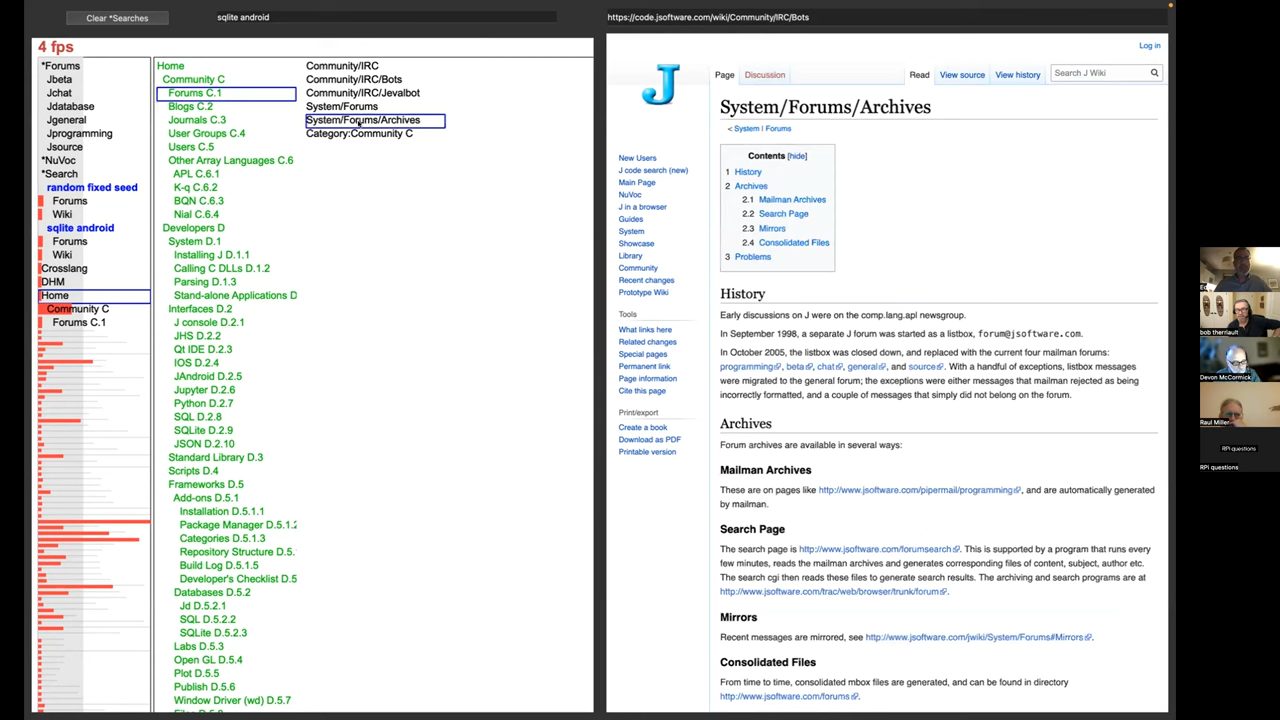 Clear *Searches
sqlite android
https://code.jsoftware.com/wiki/Community/IRC/Bots
4 fps
*Forums
Jbeta
Jchat
Jdatabase
Jgeneral
Jprogramming
Jsource
*NuVoc
*Search
random fixed seed
Forums
Wiki
sqlite android
Forums
Wiki
Crosslang
DHM
Home
Community C
Forums C.1
Home
Community C
Forums C.1
Blogs C.2
Journals C.3
User Groups C.4
Users C.5
Other Array Languages C.6
APL C.6.1
K-q C.6.2
BQN C.6.3
Nial C.6.4
Developers D
System D.1
Installing J D.1.1
Calling C DLLs D.1.2
Parsing D.1.3
Stand-alone Applications D
Interfaces D.2
J console D.2.1
JHS D.2.2
Qt IDE D.2.3
IOS D.2.4
JAndroid D.2.5
Jupyter D.2.6
Python D.2.7
SQL D.2.8
SQLite D.2.9
JSON D.2.10
Standard Library D.3
Scripts D.4
Frameworks D.5
Add-ons D.5.1
Installation D.5.1.1
Package Manager D.5.1.2
Categories D.5.1.3
Repository Structure D.5.
Build Log D.5.1.5
Developer's Checklist D.5
Databases D.5.2
Jd D.5.2.1
SQL D.5.2.2
SQLite D.5.2.3
Labs D.5.3
Open GL D.5.4
Plot D.5.5
Publish D.5.6
Window Driver (wd) D.5.7
Community/IRC
Community/IRC/Bots
Community/IRC/Jevalbot
System/Forums
System/Forums/Archives
Category:Community C
Log in
Page Discussion Read View source View history Search J Wiki
J
New Users
J code search (new)
Main Page
NuVoc
J in a browser
Guides
System
Showcase
Library
Community
Recent changes
Prototype Wiki
Tools
What links here
Related changes
Special pages
Permanent link
Page information
Cite this page
Print/export
Create a book
Download as PDF
Printable version
System/Forums/Archives
< System | Forums
Contents [hide]
1 History
2 Archives
2.1 Mailman Archives
2.2 Search Page
2.3 Mirrors
2.4 Consolidated Files
3 Problems
History
Early discussions on J were on the comp.lang.apl newsgroup.
In September 1998, a separate J forum was started as a listbox, forum@jsoftware.com.
In October 2005, the listbox was closed down, and replaced with the current four mailman forums:
programming, beta, chat, general, and source. With a handful of exceptions, listbox messages
were migrated to the general forum; the exceptions were either messages that mailman rejected as being
incorrectly formatted, and a couple of messages that simply did not belong on the forum.
Archives
Forum archives are available in several ways:
Mailman Archives
These are on pages like http://www.jsoftware.com/pipermail/programming, and are automatically generated
by mailman.
Search Page
The search page is http://www.jsoftware.com/forumsearch. This is supported by a program that runs every
few minutes, reads the mailman archives and generates corresponding files of content, subject, author etc.
The search cgi then reads these files to generate search results. The archiving and search programs are at
http://www.jsoftware.com/trac/web/browser/trunk/forum.
Mirrors
Recent messages are mirrored, see http://www.jsoftware.com/jwiki/System/Forums#Mirrors.
Consolidated Files
From time to time, consolidated mbox files are generated, and can be found in directory
http://www.jsoftware.com/forums.
bob therriault
Devon McCormick
Raul Miller
RPi questions
RPi questions